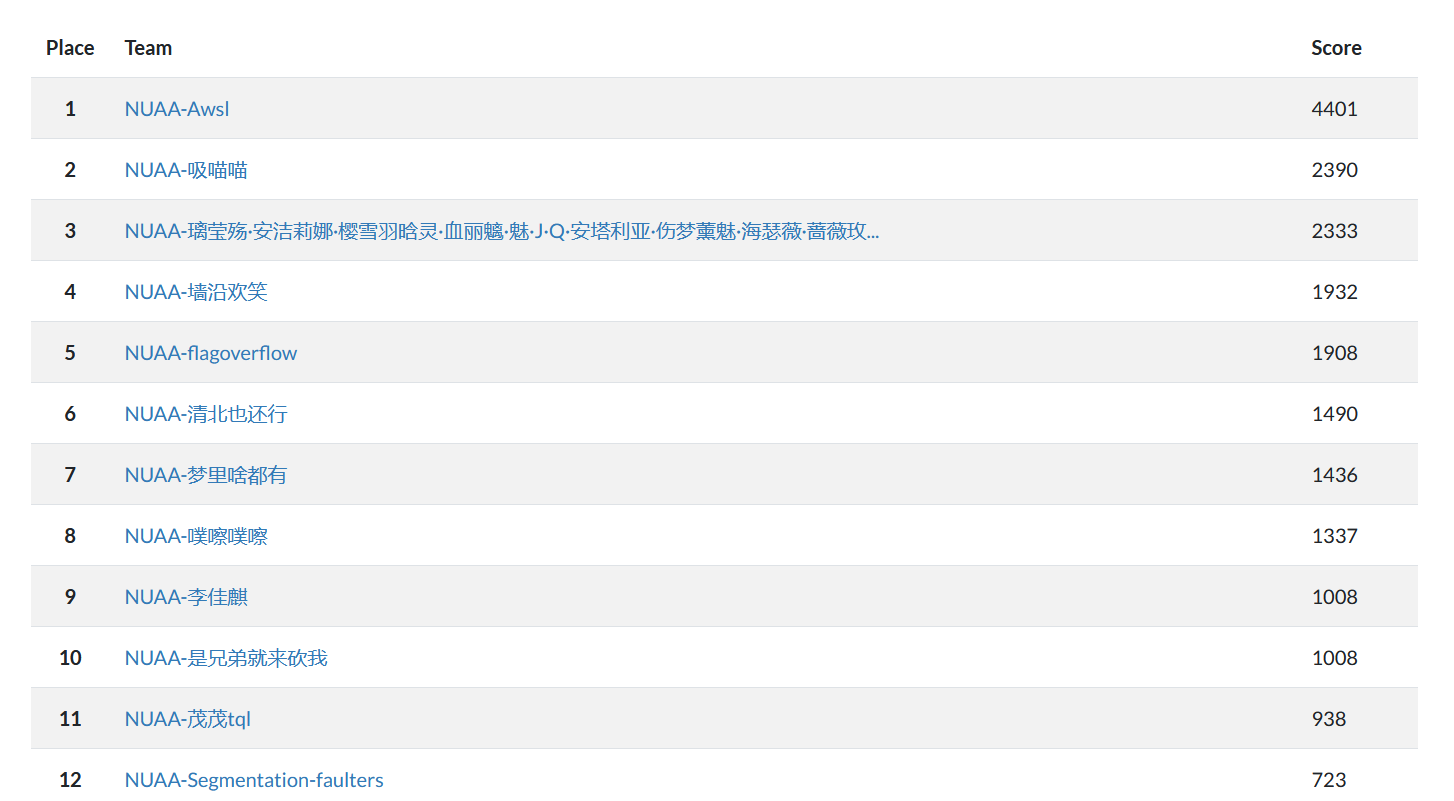 Place Team Score
1 NUAA-Awsl 4401
2 NUAA-吸喵喵 2390
3 NUAA-璃莹殇·安洁莉娜·樱雪羽晗灵·血丽魑·魅·J·Q·安塔利亚·伤梦薰魅·海瑟薇·蔷薇玫... 2333
4 NUAA-墙沿欢笑 1932
5 NUAA-flagoverflow 1908
6 NUAA-清北也还行 1490
7 NUAA-梦里啥都有 1436
8 NUAA-噗嚓噗嚓 1337
9 NUAA-李佳麒 1008
10 NUAA-是兄弟就来砍我 1008
11 NUAA-茂茂tql 938
12 NUAA-Segmentation-faulters 723